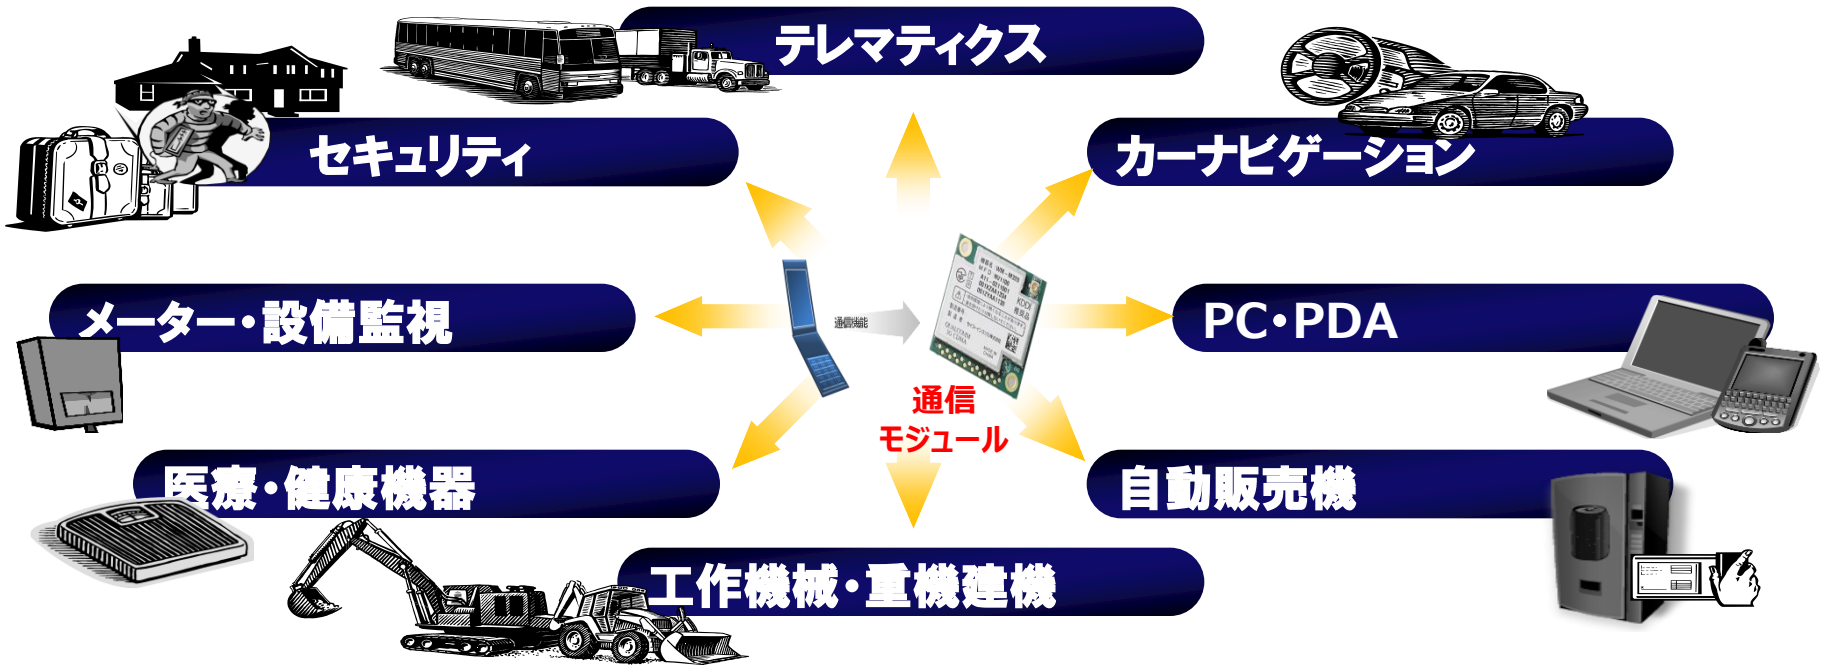 テレマティクス
セキュリティ
カーナビゲーション
メーター・設備監視
通信機能
PC・PDA
KDDI
通信
モジュール
医療・健康機器
自動販売機
工作機械・重機建機